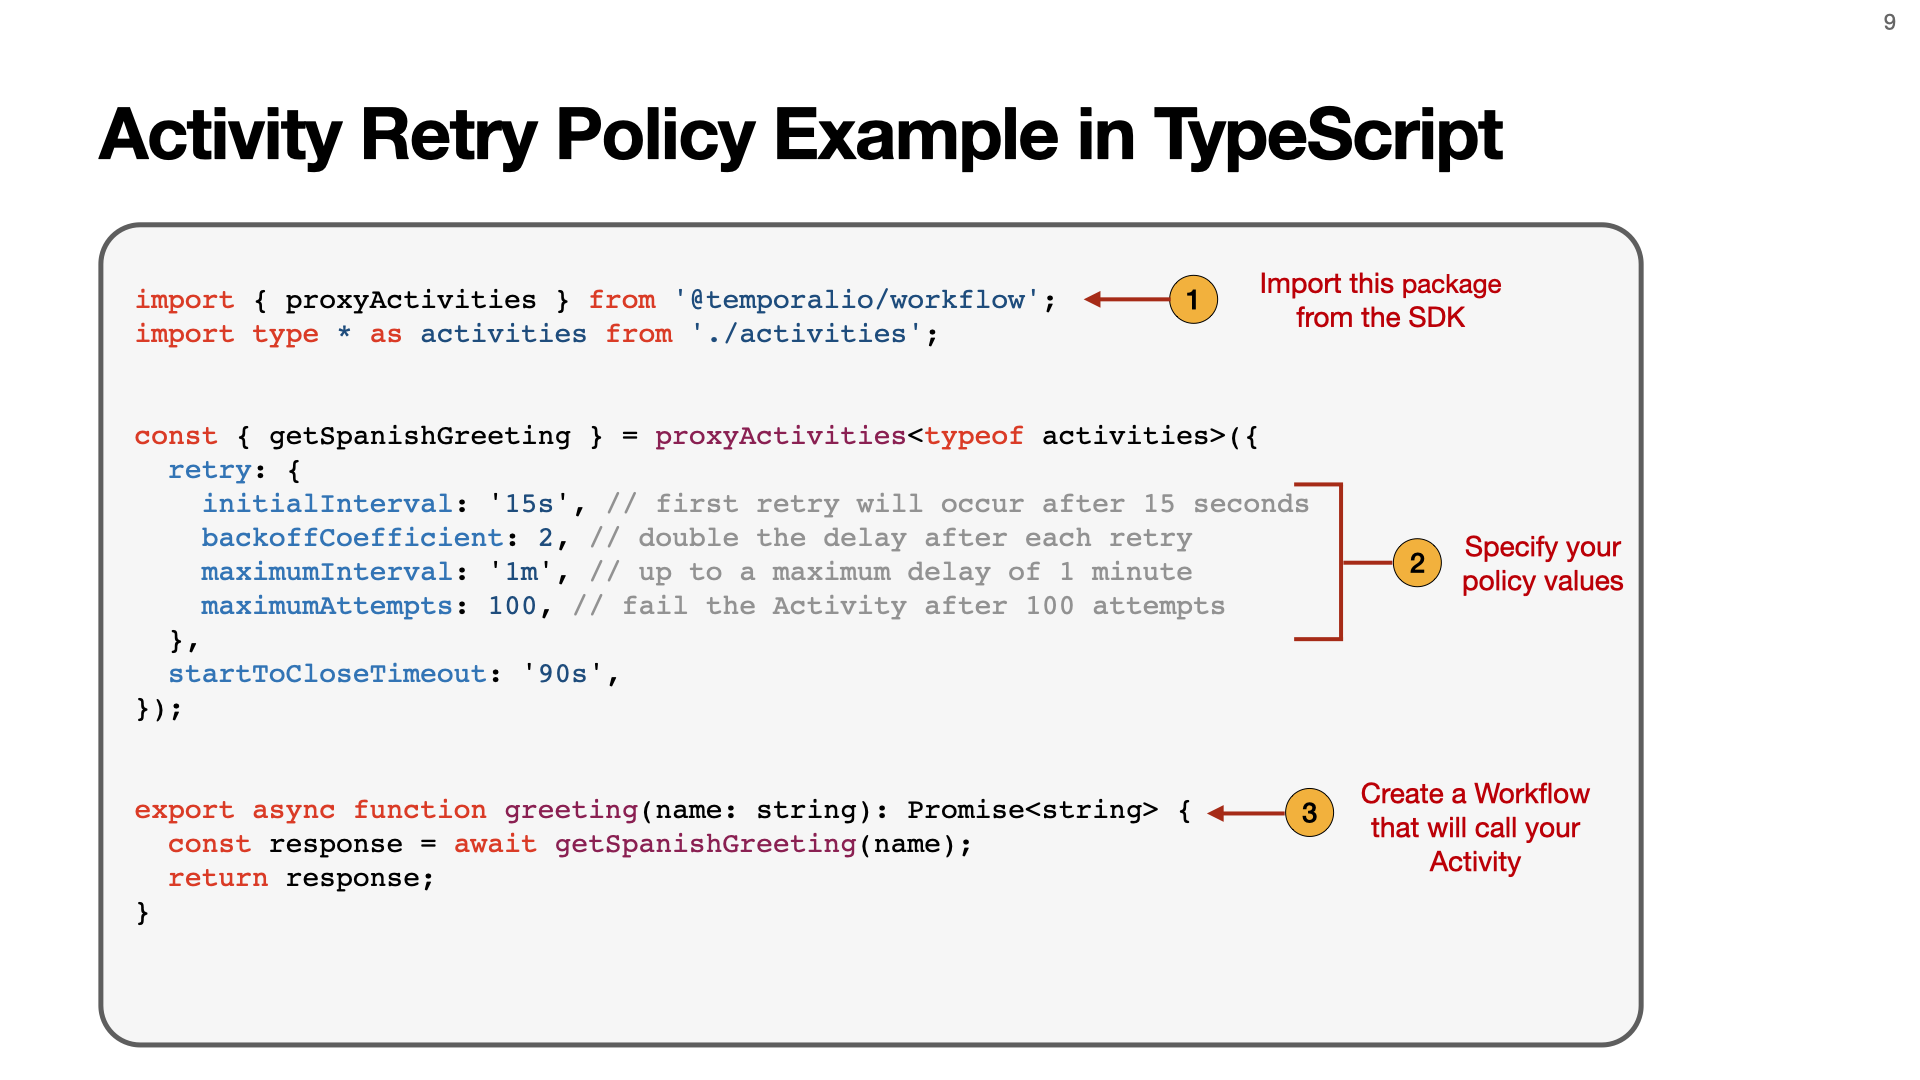 9
Activity Retry Policy Example in TypeScript
import { proxyActivities } from '@temporalio/workflow';
import type * as activities from './activities';
1
Import this package
from the SDK
const { getSpanishGreeting } = proxyActivities<typeof activities>({
  retry: {
    initialInterval: '15s', // first retry will occur after 15 seconds
    backoffCoefficient: 2, // double the delay after each retry
    maximumInterval: '1m', // up to a maximum delay of 1 minute
    maximumAttempts: 100, // fail the Activity after 100 attempts
  },
  startToCloseTimeout: '90s',
});
2
Specify your
policy values
export async function greeting(name: string): Promise<string> {
  const response = await getSpanishGreeting(name);
  return response;
}
3
Create a Workflow
that will call your
Activity